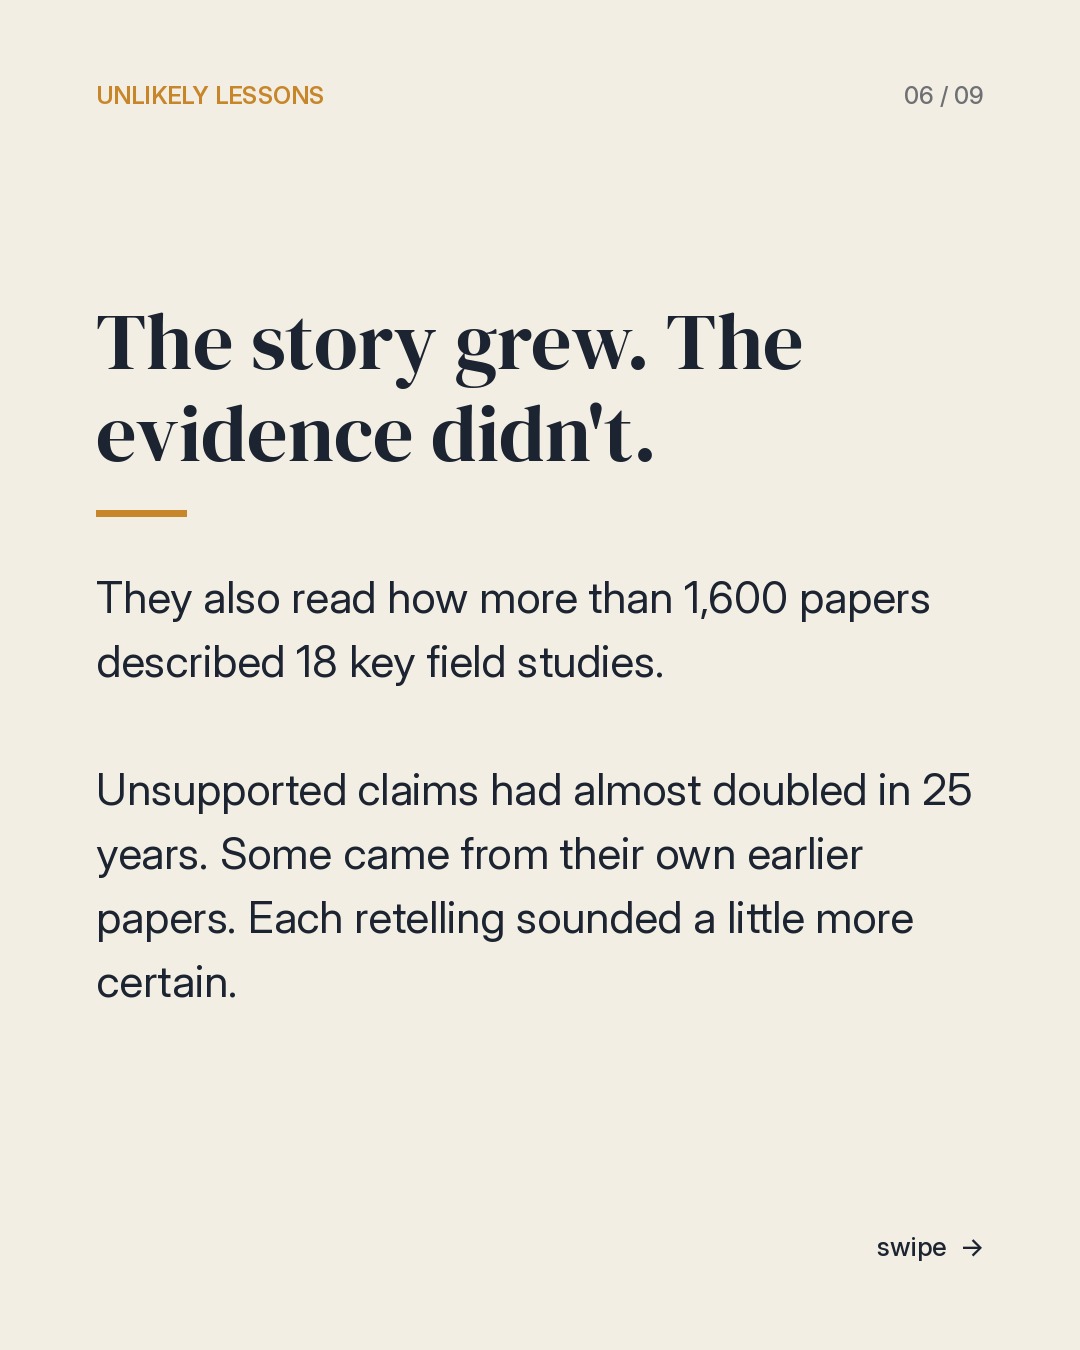 UNLIKELY LESSONS
06 / 09
The story grew. The
evidence didn't.
They also read how more than 1,600 papers
described 18 key field studies.
Unsupported claims had almost doubled in 25
years. Some came from their own earlier
papers. Each retelling sounded a little more
certain.
swipe →